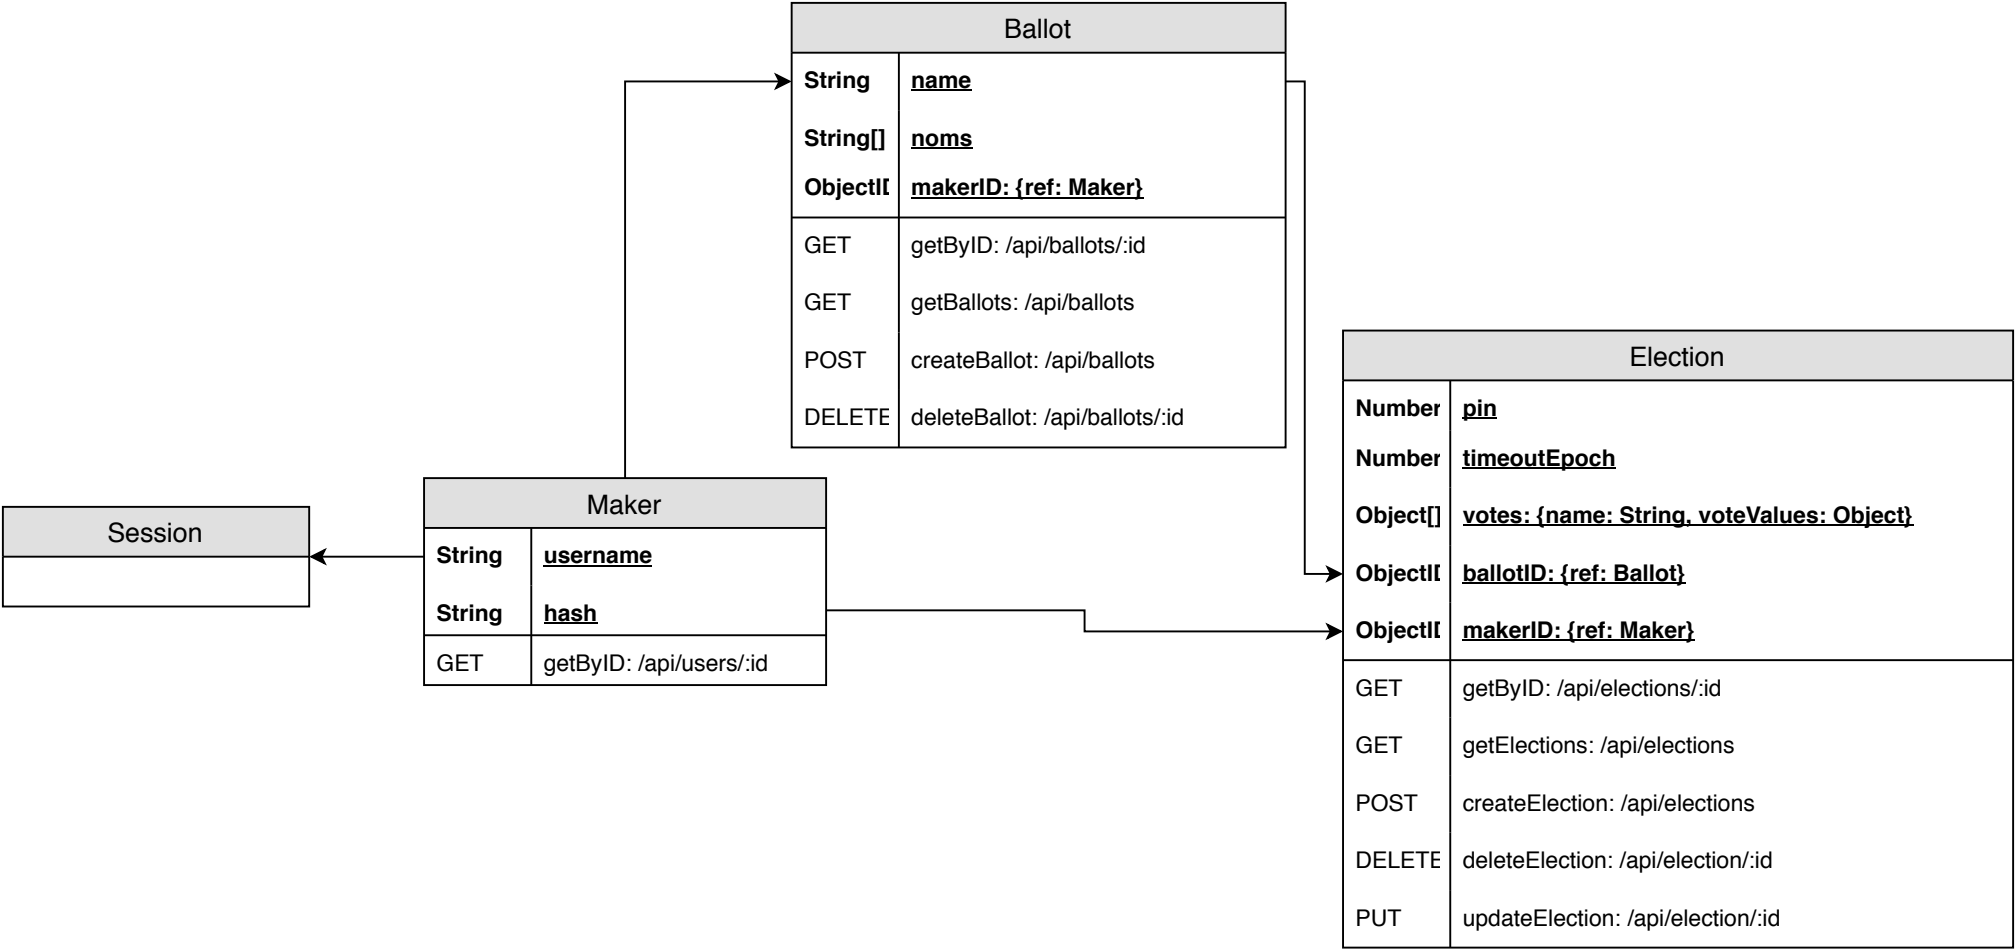 Ballot
String name
String[] noms
ObjectI makerID: {ref: Maker}
GET getByID: /api/ballots/:id
GET getBallots: /api/ballots
POST createBallot: /api/ballots
DELETE deleteBallot: /api/ballots/:id
Session
Maker
String username
String hash
GET getByID: /api/users/:id
Election
Number pin
Number timeoutEpoch
Object[] votes: {name: String, voteValues: Object}
ObjectI ballotID: {ref: Ballot}
ObjectI makerID: {ref: Maker}
GET getByID: /api/elections/:id
GET getElections: /api/elections
POST createElection: /api/elections
DELETE deleteElection: /api/election/:id
PUT updateElection: /api/election/:id